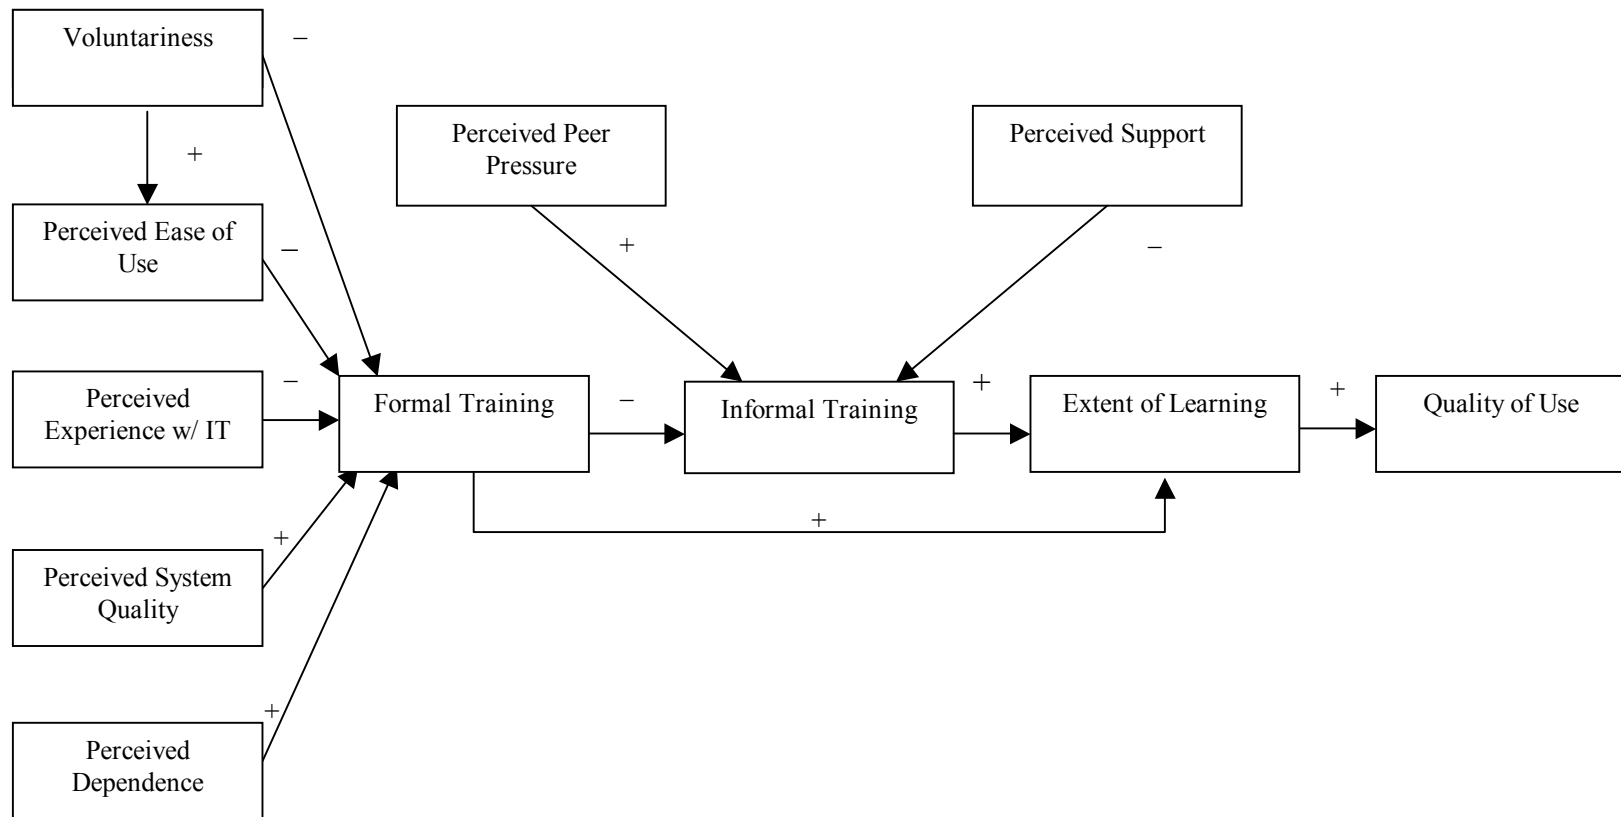 Voluntariness
–
+
Perceived Peer
Pressure
Perceived Support
Perceived Ease of
Use
–
+
–
Perceived
Experience w/ IT
–
Formal Training
–
Informal Training
+
Extent of Learning
+
Quality of Use
+
+
Perceived System
Quality
+
Perceived
Dependence